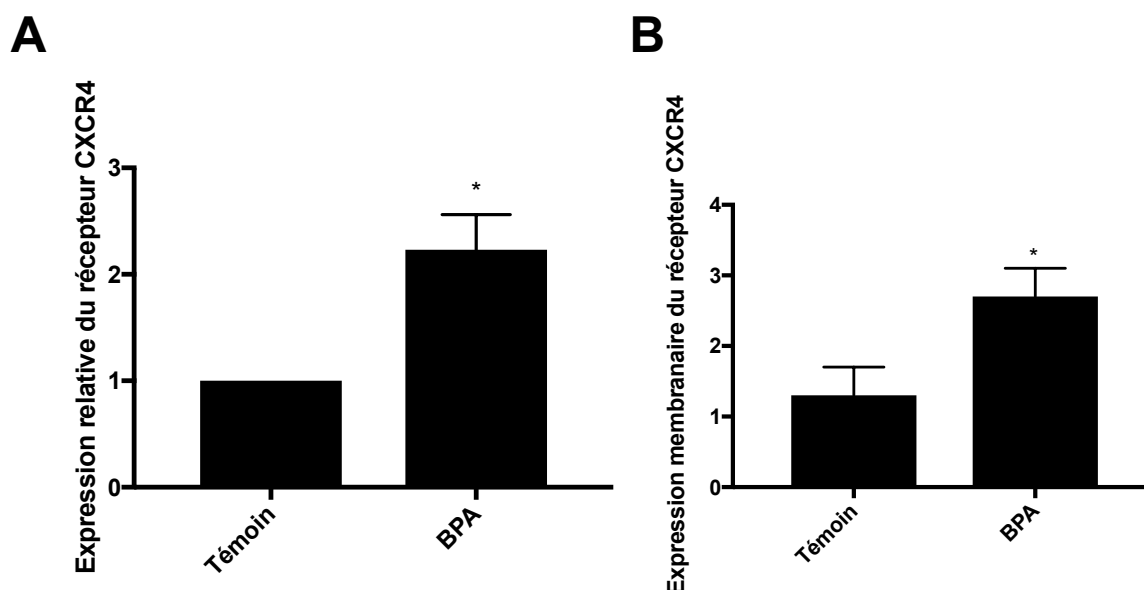 A
Expression relative du récepteur CXCR4
3
2
1
0
*
Témoin
BPA
B
Expression membranaire du récepteur CXCR4
4
3
2
1
0
*
Témoin
BPA